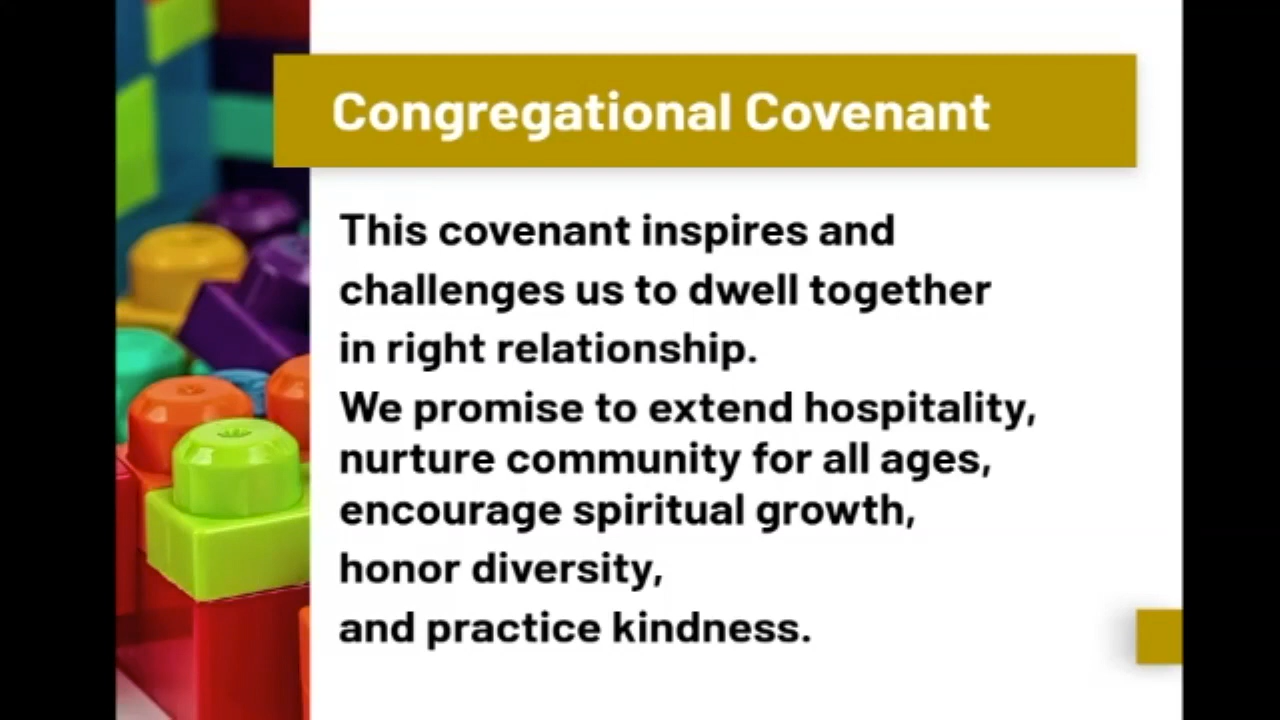 Congregational Covenant
This covenant inspires and
challenges us to dwell together
in right relationship.
We promise to extend hospitality,
nurture community for all ages,
encourage spiritual growth,
honor diversity,
and practice kindness.